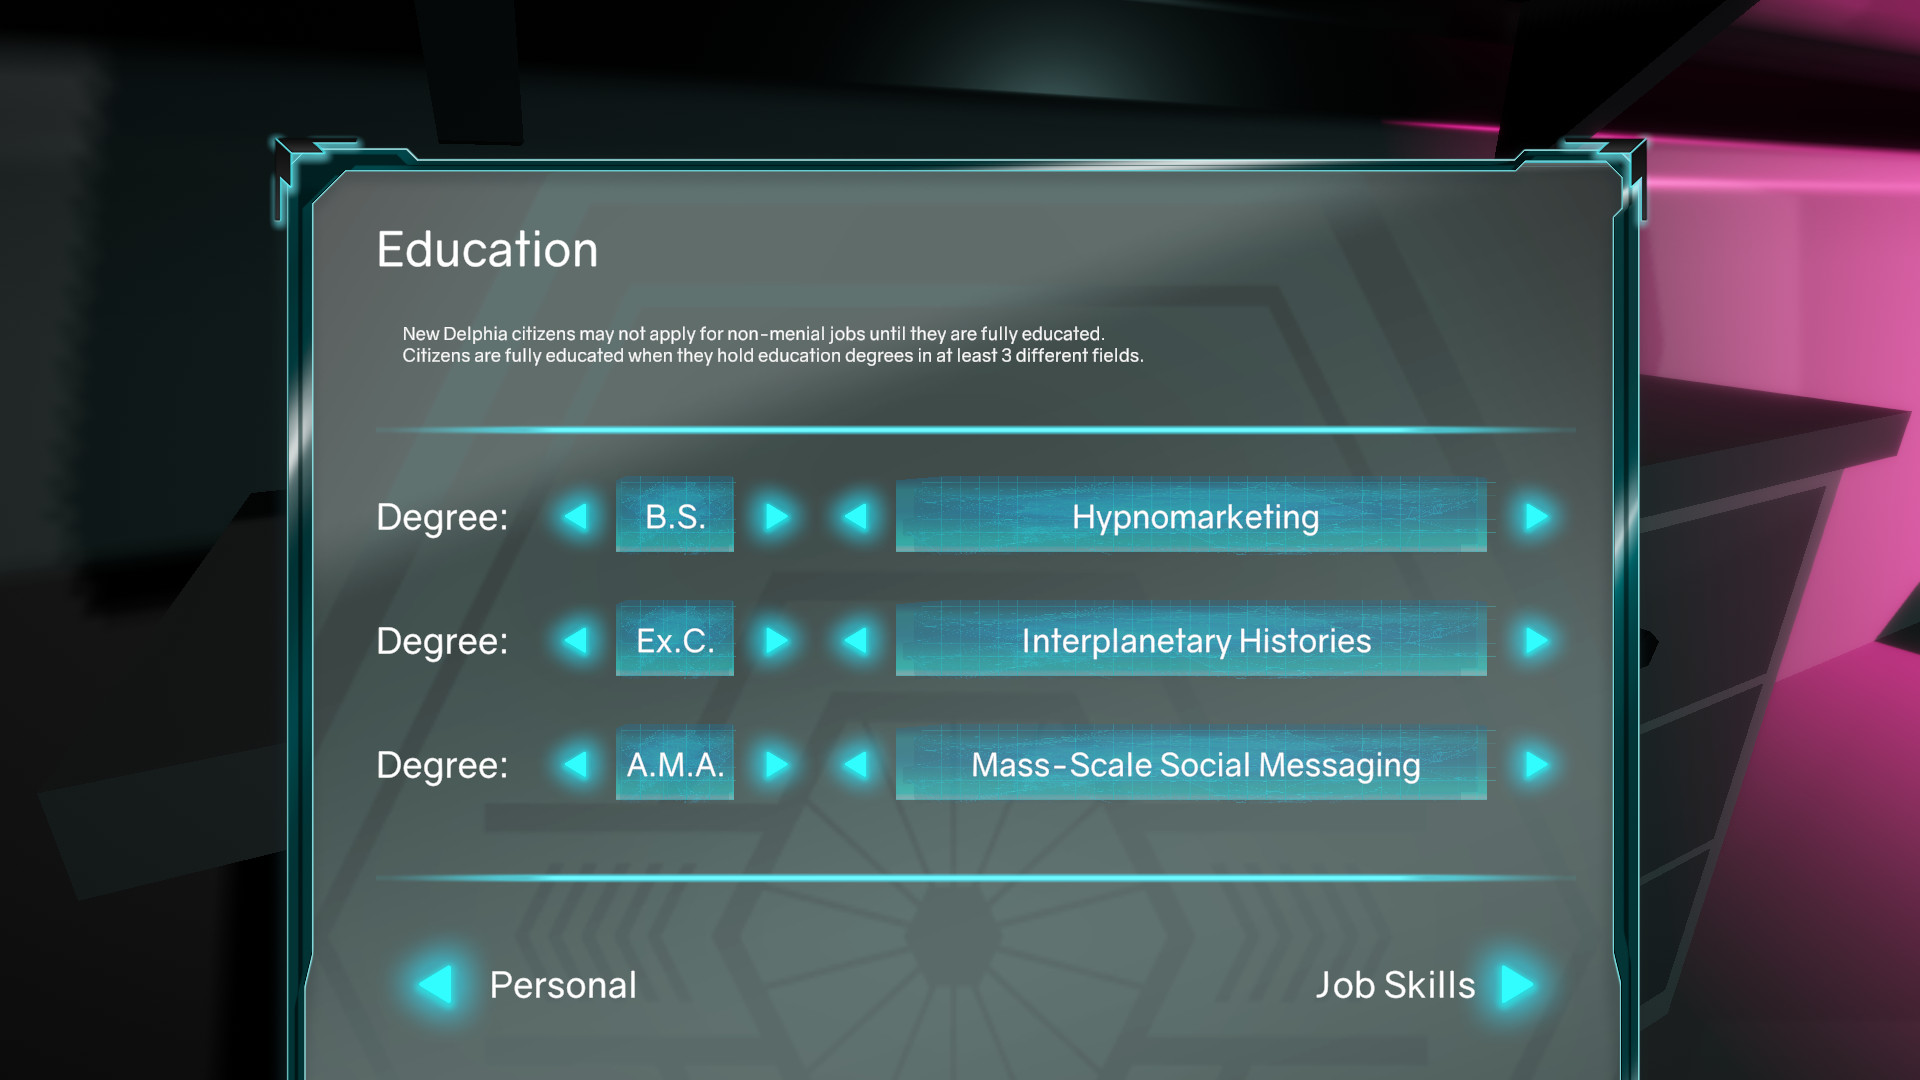 Education
New Delphia citizens may not apply for non-menial jobs until they are fully educated.
Citizens are fully educated when they hold education degrees in at least 3 different fields.
Degree: B.S. Hypnomarketing
Degree: Ex.C. Interplanetary Histories
Degree: A.M.A. Mass-Scale Social Messaging
Personal Job Skills